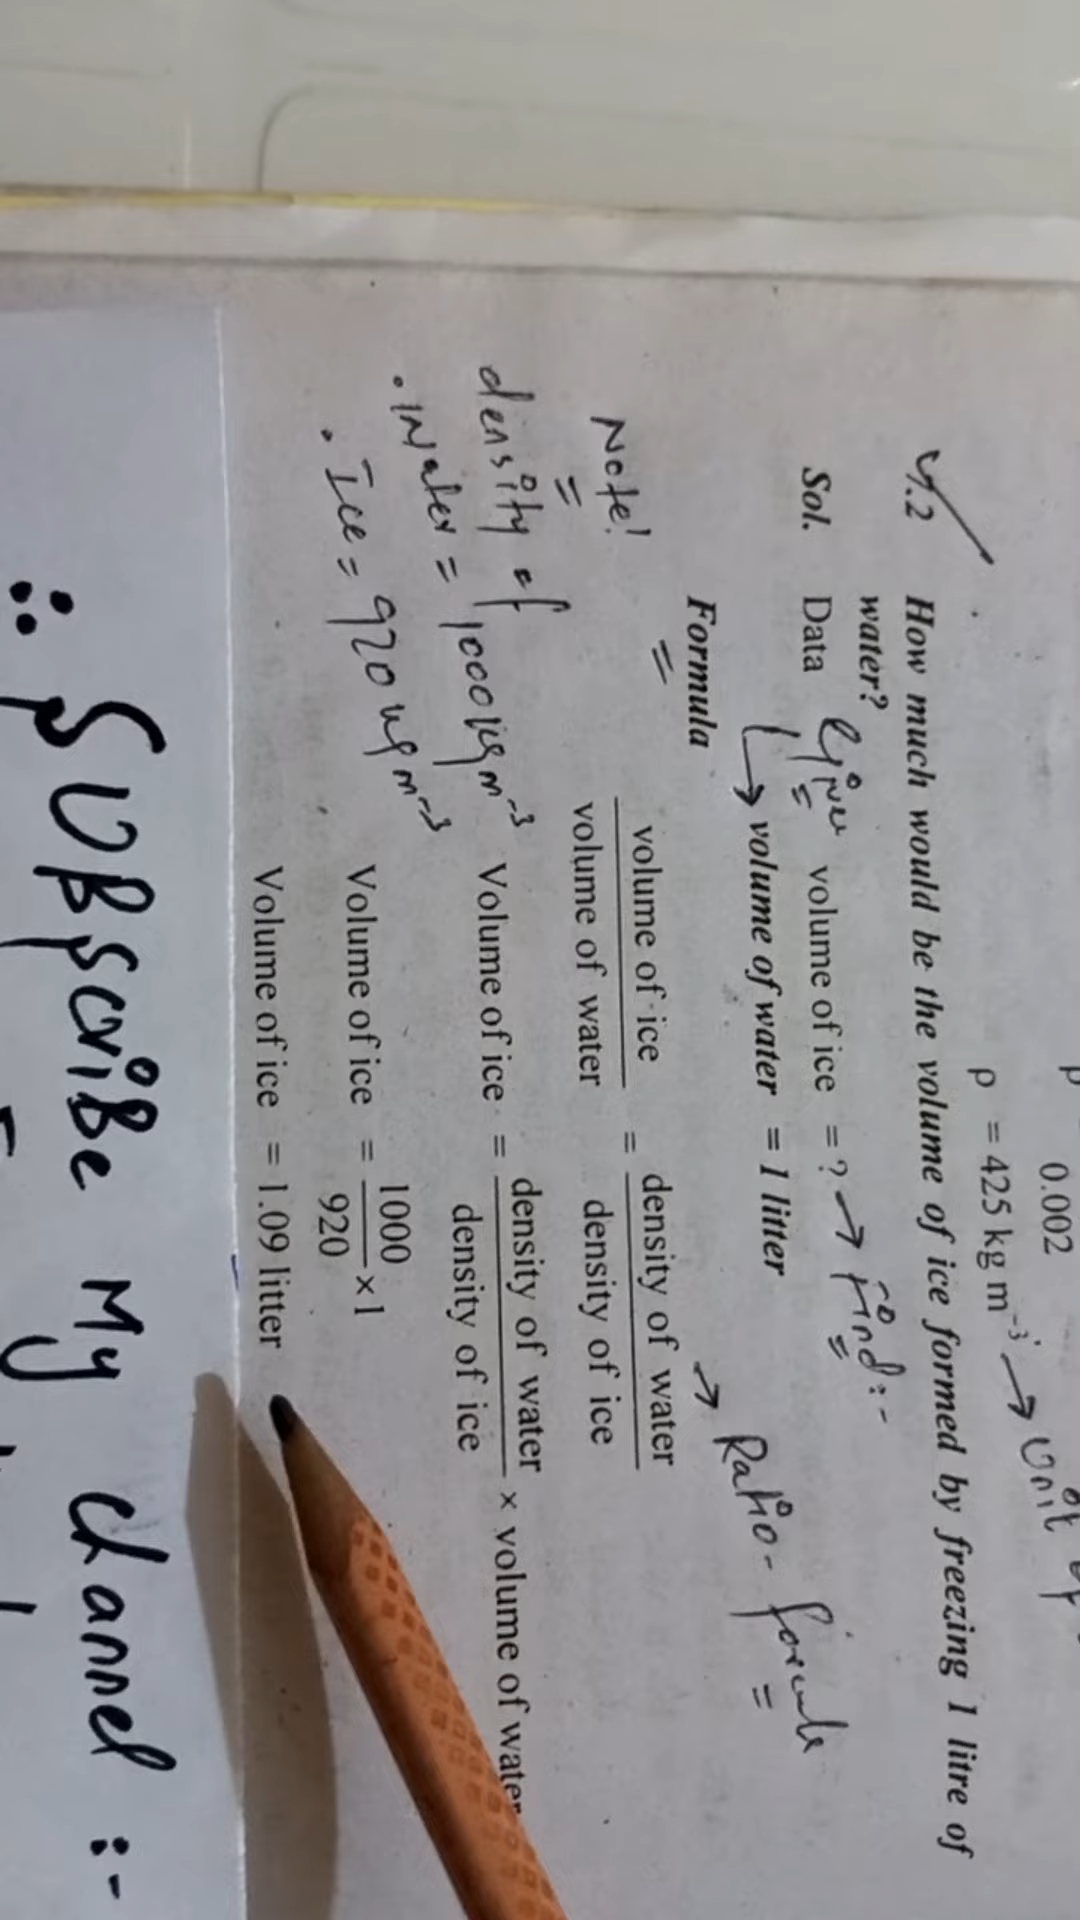 0.002
ρ = 425 kg m⁻³ → Unit of
7.2 How much would be the volume of ice formed by freezing 1 litre of
water?
Sol. Data Given volume of ice = ? → Find:-
→ volume of water = 1 litter
Formula → Ratio-formula
volume of ice / volume of water = density of water / density of ice
Note!
density of
. Water = 1000 kg m⁻³
. Ice = 920 kg m⁻³
Volume of ice = density of water / density of ice × volume of water
Volume of ice = 1000 / 920 × 1
Volume of ice = 1.09 litter
∴ SUBscriBe My channel :-